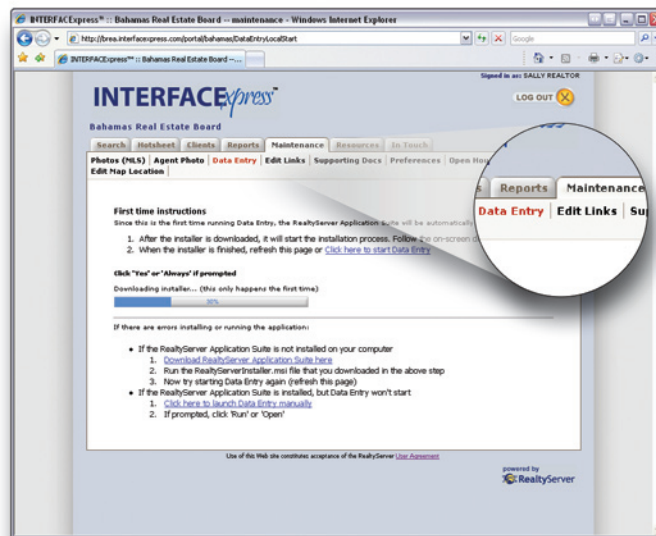 INTERFACExpress™ :: Bahamas Real Estate Board -- maintenance - Windows Internet Explorer
http://brea.interfacexpress.com/portal/bahamas/DataEntryLocalStart
Google
INTERFACExpress™ :: Bahamas Real Estate Board --...
Signed in as: SALLY REALTOR
INTERFACExpress™
LOG OUT
Bahamas Real Estate Board
Search Hotsheet Clients Reports Maintenance Resources In Touch
Photos (MLS) | Agent Photo | Data Entry | Edit Links | Supporting Docs | Preferences | Open Hou
Edit Map Location |
Reports Maintenance
Data Entry | Edit Links | Su
First time instructions
Since this is the first time running Data Entry, the RealtyServer Application Suite will be automatically
1. After the installer is downloaded, it will start the installation process. Follow the on-screen
2. When the installer is finished, refresh this page or Click here to start Data Entry
Click 'Yes' or 'Always' if prompted
Downloading installer... (this only happens the first time)
30%
If there are errors installing or running the application:
• If the RealtyServer Application Suite is not installed on your computer
1. Download RealtyServer Application Suite here
2. Run the RealtyServerInstaller.msi file that you downloaded in the above step
3. Now try starting Data Entry again (refresh this page)
• If the RealtyServer Application Suite is installed, but Data Entry won't start
1. Click here to launch Data Entry manually
2. If prompted, click 'Run' or 'Open'
Use of this Web site constitutes acceptance of the RealtyServer User Agreement
powered by
RealtyServer